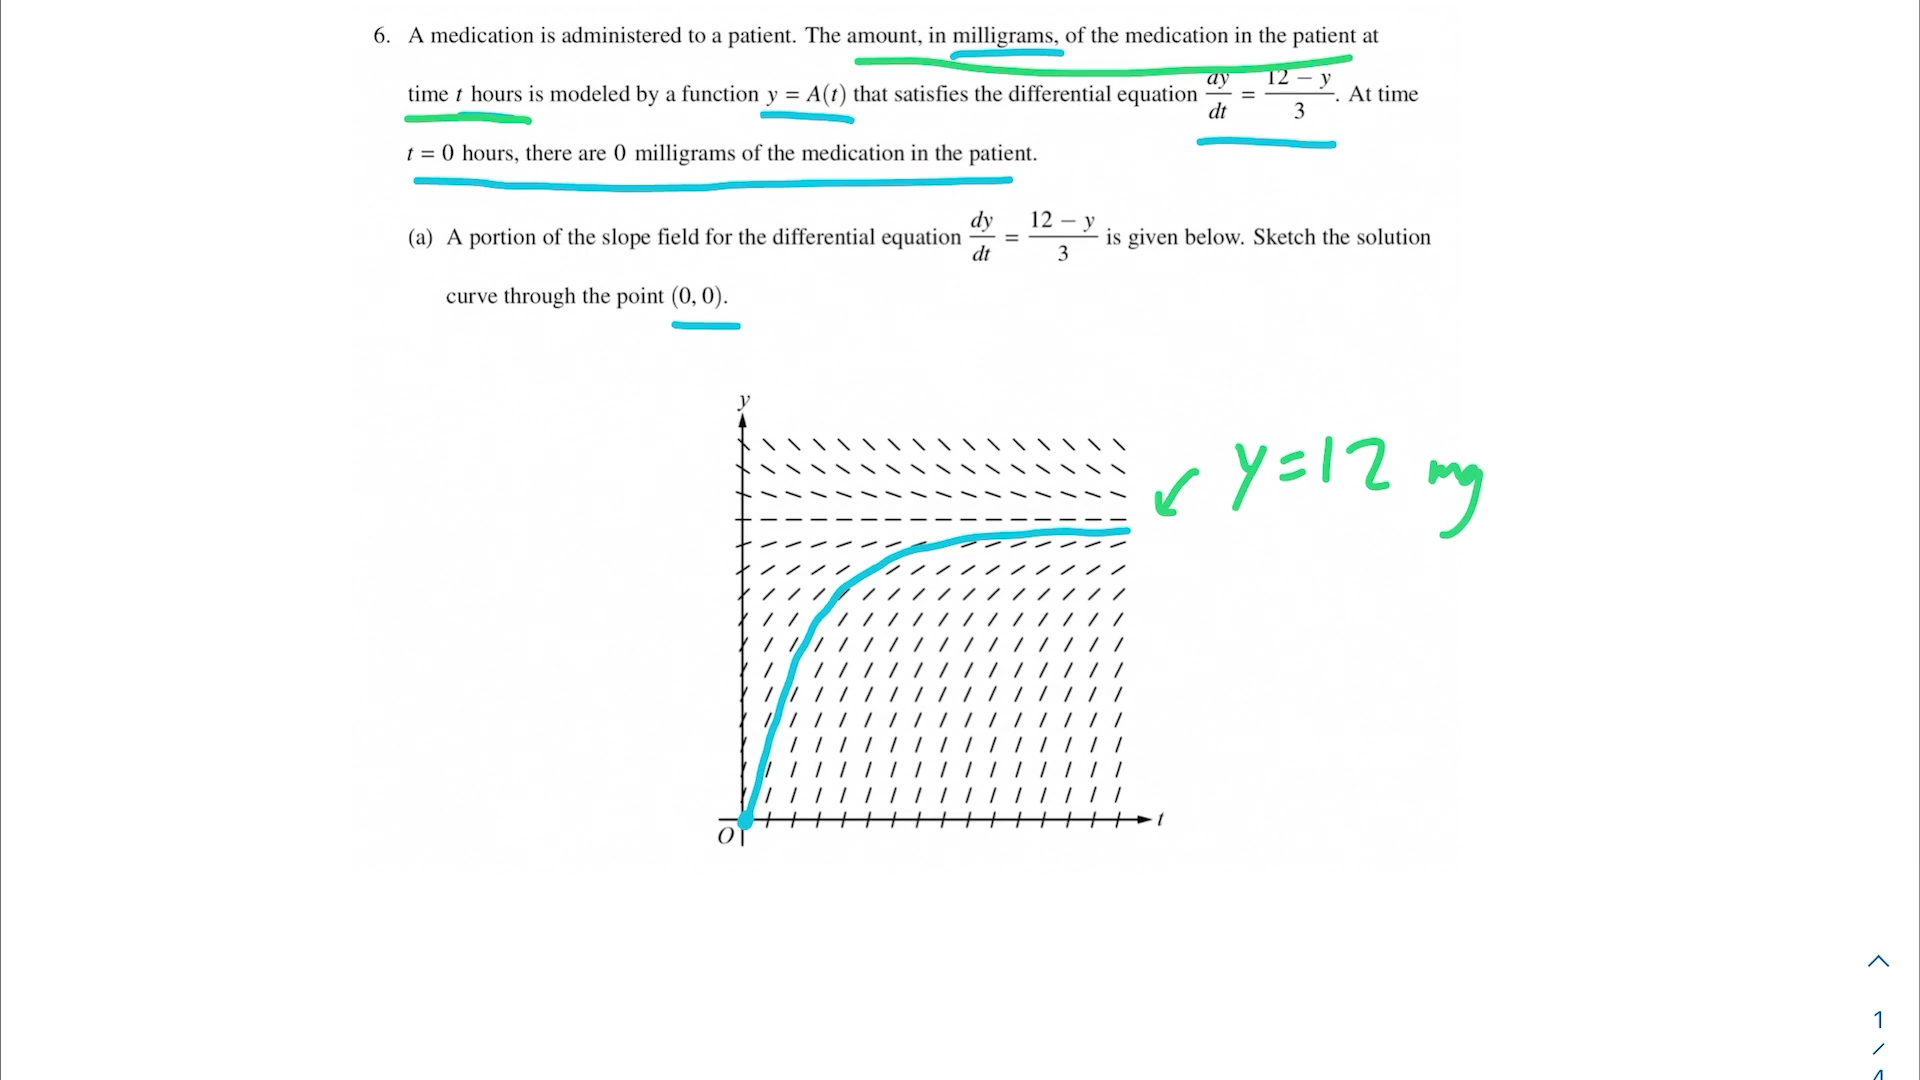 6. A medication is administered to a patient. The amount, in milligrams, of the medication in the patient at
time t hours is modeled by a function y = A(t) that satisfies the differential equation dy/dt = (12 − y)/3. At time
t = 0 hours, there are 0 milligrams of the medication in the patient.
(a) A portion of the slope field for the differential equation dy/dt = (12 − y)/3 is given below. Sketch the solution
curve through the point (0, 0).
y
y=12 mg
t
O
1
/
4